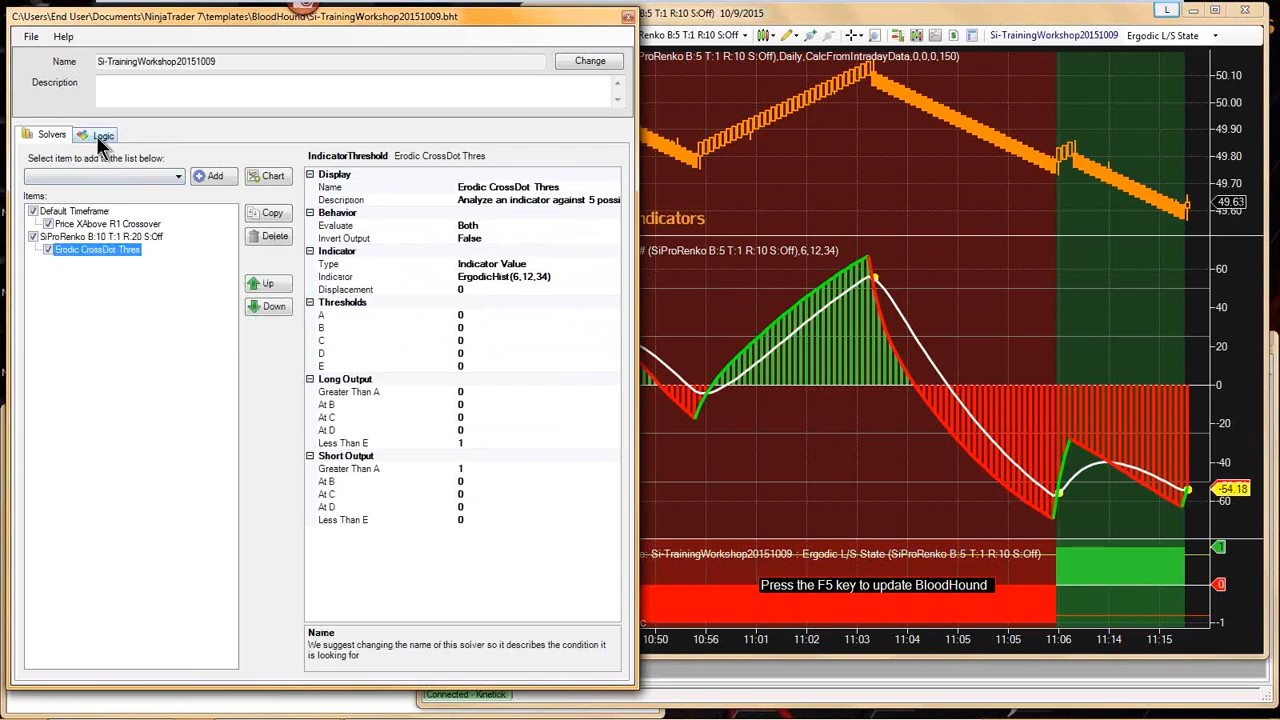 C:\Users\End User\Documents\NinjaTrader 7\templates\BloodHound\Si-TrainingWorkshop20151009.bht
File Help
Name Si-TrainingWorkshop20151009 Change
Description
Solvers Logic
Select item to add to the list below:
Add Chart
Items:
Default Timeframe
Price XAbove R1 Crossover
SiProRenko B:10 T:1 R:20 S:Off
Erodic CrossDot Thres
Copy
Delete
Up
Down
IndicatorThreshold Erodic CrossDot Thres
Display
Name Erodic CrossDot Thres
Description Analyze an indicator against 5 possi
Behavior
Evaluate Both
Invert Output False
Indicator
Type Indicator Value
Indicator ErgodicHist(6,12,34)
Displacement 0
Thresholds
A 0
B 0
C 0
D 0
E 0
Long Output
Greater Than A 0
At B 0
At C 0
At D 0
Less Than E 1
Short Output
Greater Than A 1
At B 0
At C 0
At D 0
Less Than E 0
Name
We suggest changing the name of this solver so it describes the condition it
is looking for
B:5 T:1 R:10 S:Off) 10/9/2015
L
ProRenko B:5 T:1 R:10 S:Off
Si-TrainingWorkshop20151009 Ergodic L/S State
iProRenko B:5 T:1 R:10 S:Off),Daily,CalcFromIntradayData,0,0,0,150)
50.10
50.00
49.90
49.80
49.70
49.63
49.60
ndicators
# (SiProRenko B:5 T:1 R:10 S:Off),6,12,34)
60
40
20
0
-20
-40
-54.18
-60
: Si-TrainingWorkshop20151009 : Ergodic L/S State (SiProRenko B:5 T:1 R:10 S:Off)
1
Press the F5 key to update BloodHound
0
-1
10:50 10:56 11:01 11:02 11:03 11:04 11:05 11:05 11:06 11:14 11:15
Connected - Kinetick